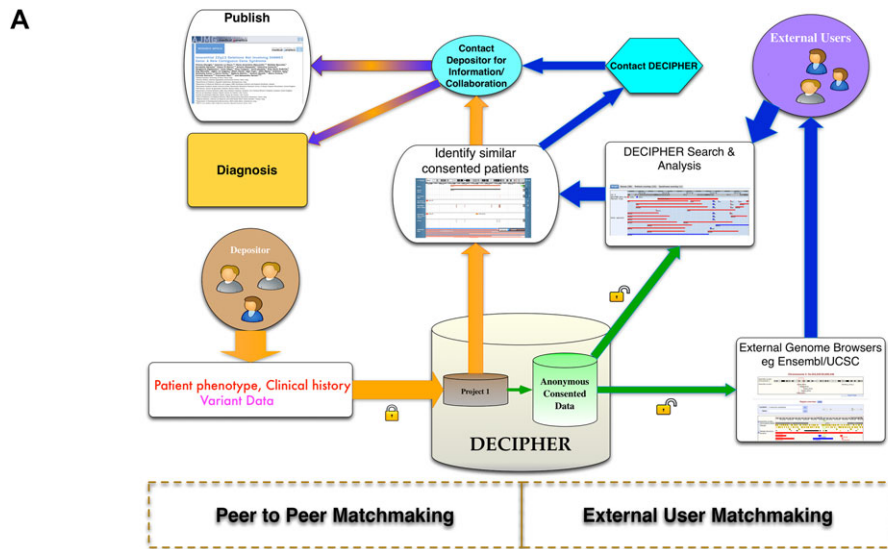 A
Publish
AJMG
Contact
Depositor for
Information/
Collaboration
Contact DECIPHER
External Users
Diagnosis
Identify similar
consented patients
DECIPHER Search &
Analysis
Depositor
Patient phenotype, Clinical history
Variant Data
Project 1
Anonymous
Consented
Data
DECIPHER
External Genome Browsers
eg Ensembl/UCSC
Peer to Peer Matchmaking
External User Matchmaking